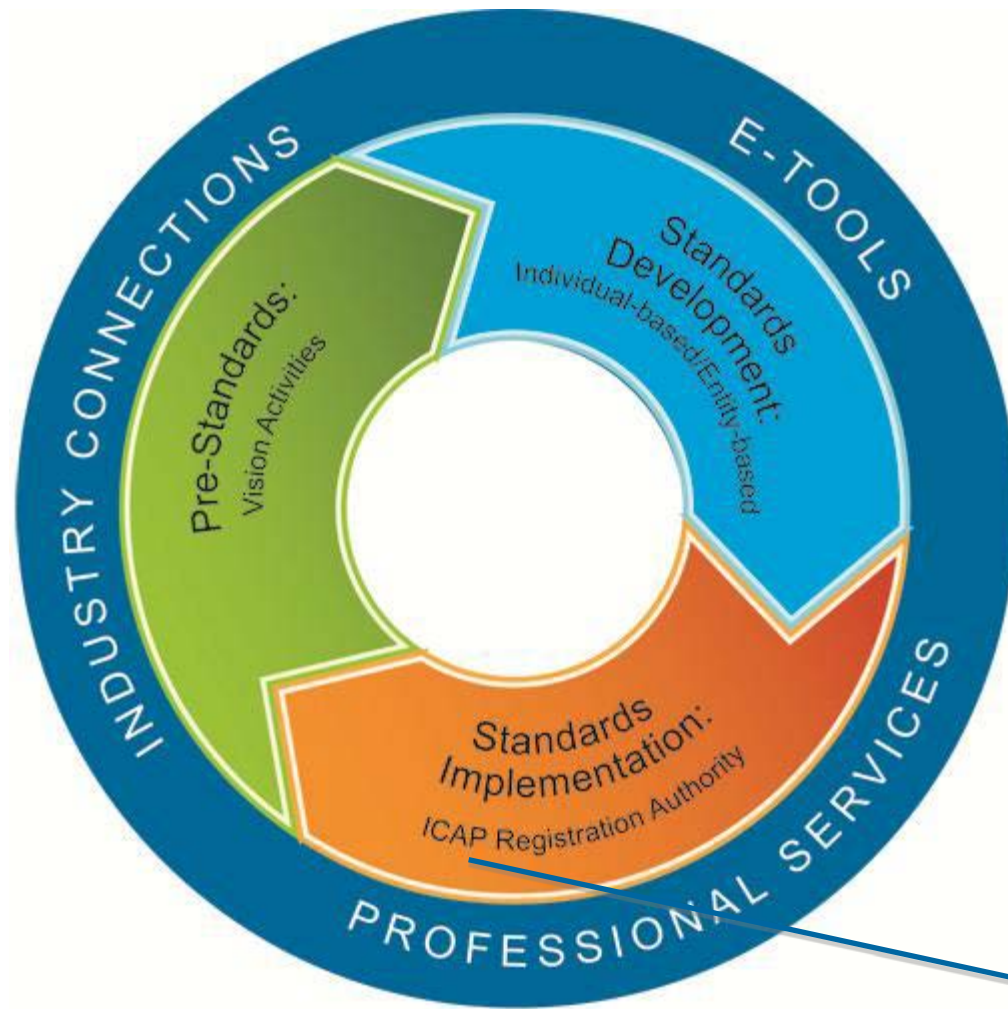 INDUSTRY CONNECTIONS
E-TOOLS
PROFESSIONAL SERVICES
Pre-Standards:
Vision Activities
Standards
Development:
Individual-based/Entity-based
Standards
Implementation:
ICAP Registration Authority